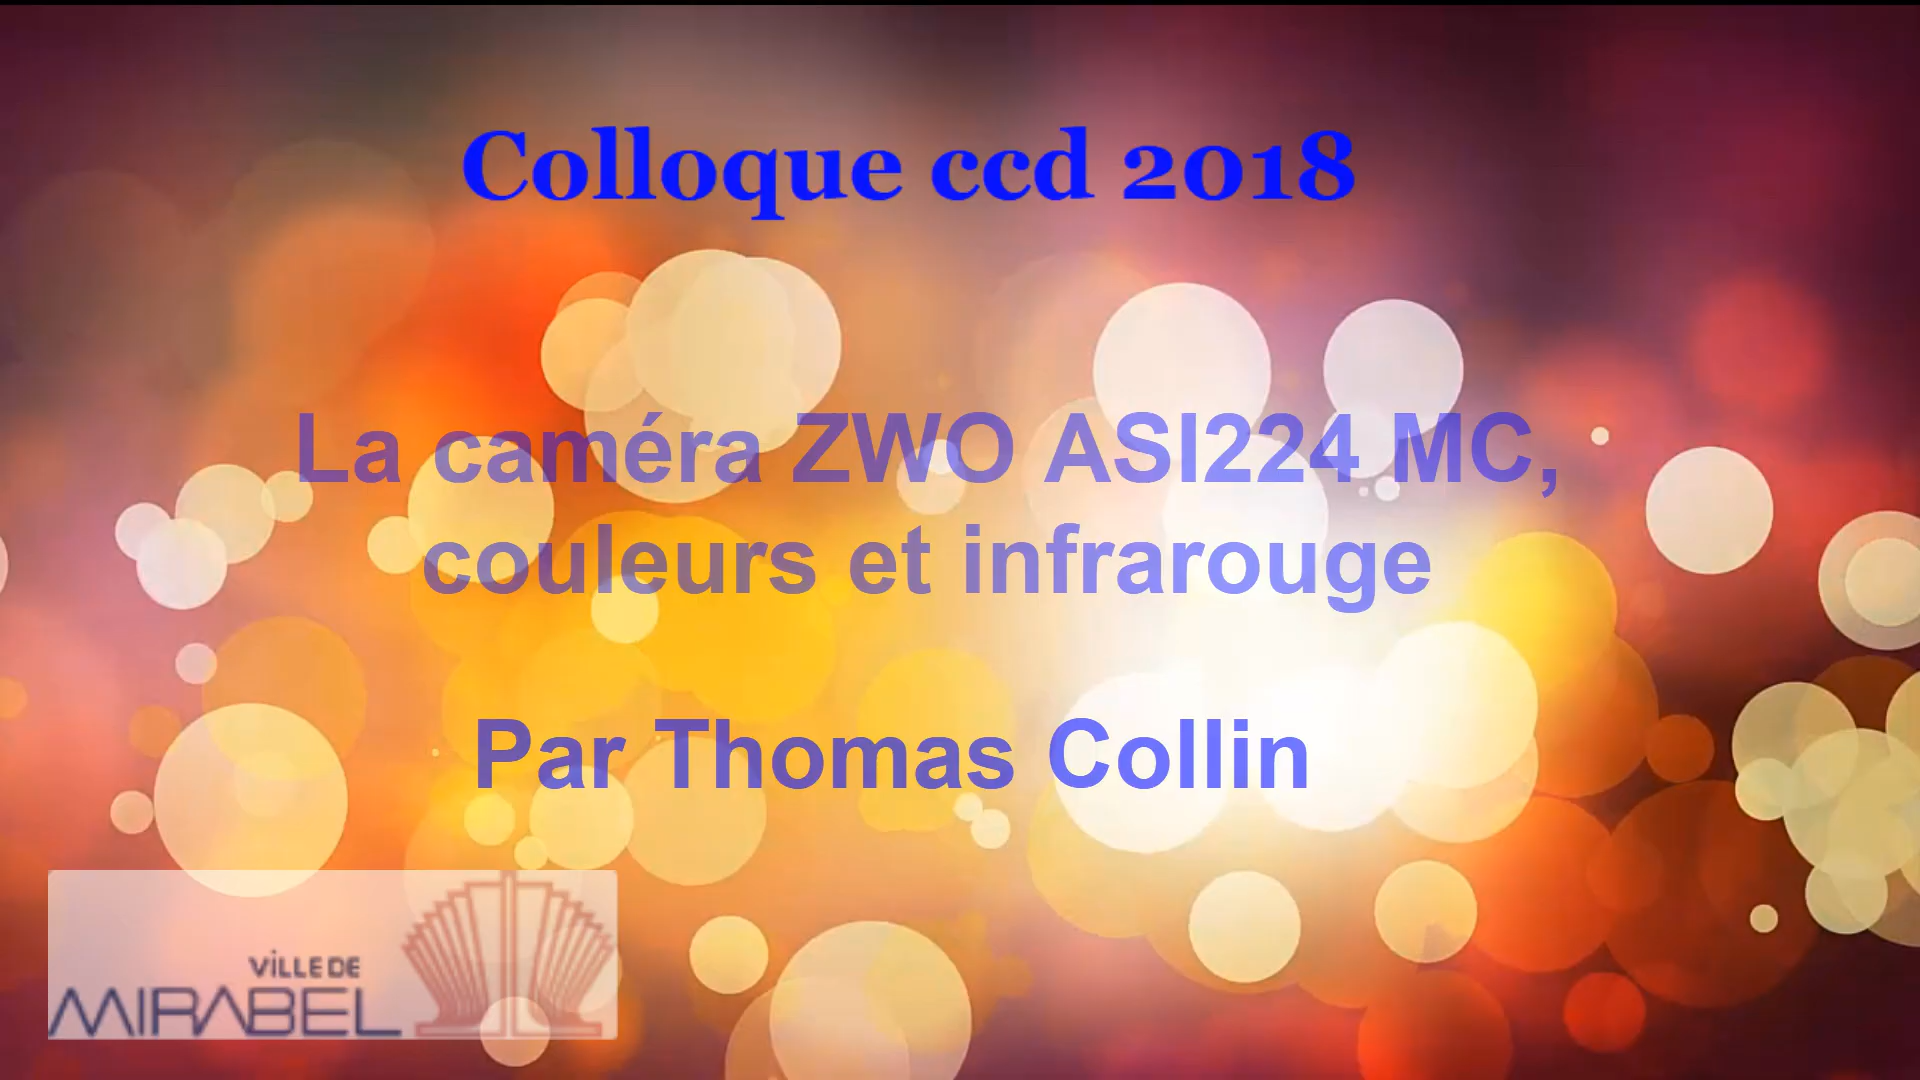 Colloque ccd 2018
La caméra ZWO ASI224 MC,
couleurs et infrarouge
Par Thomas Collin
ViLLE DE
MIRABEL